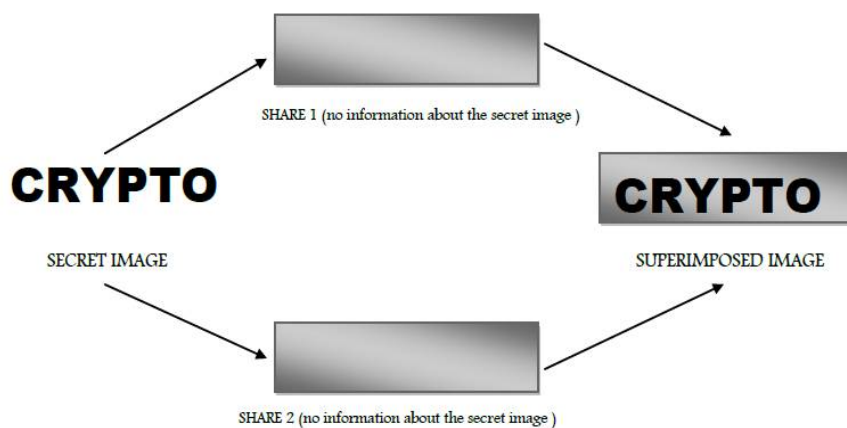 SHARE 1 (no information about the secret image )
CRYPTO
CRYPTO
SECRET IMAGE
SUPERIMPOSED IMAGE
SHARE 2 (no information about the secret image )